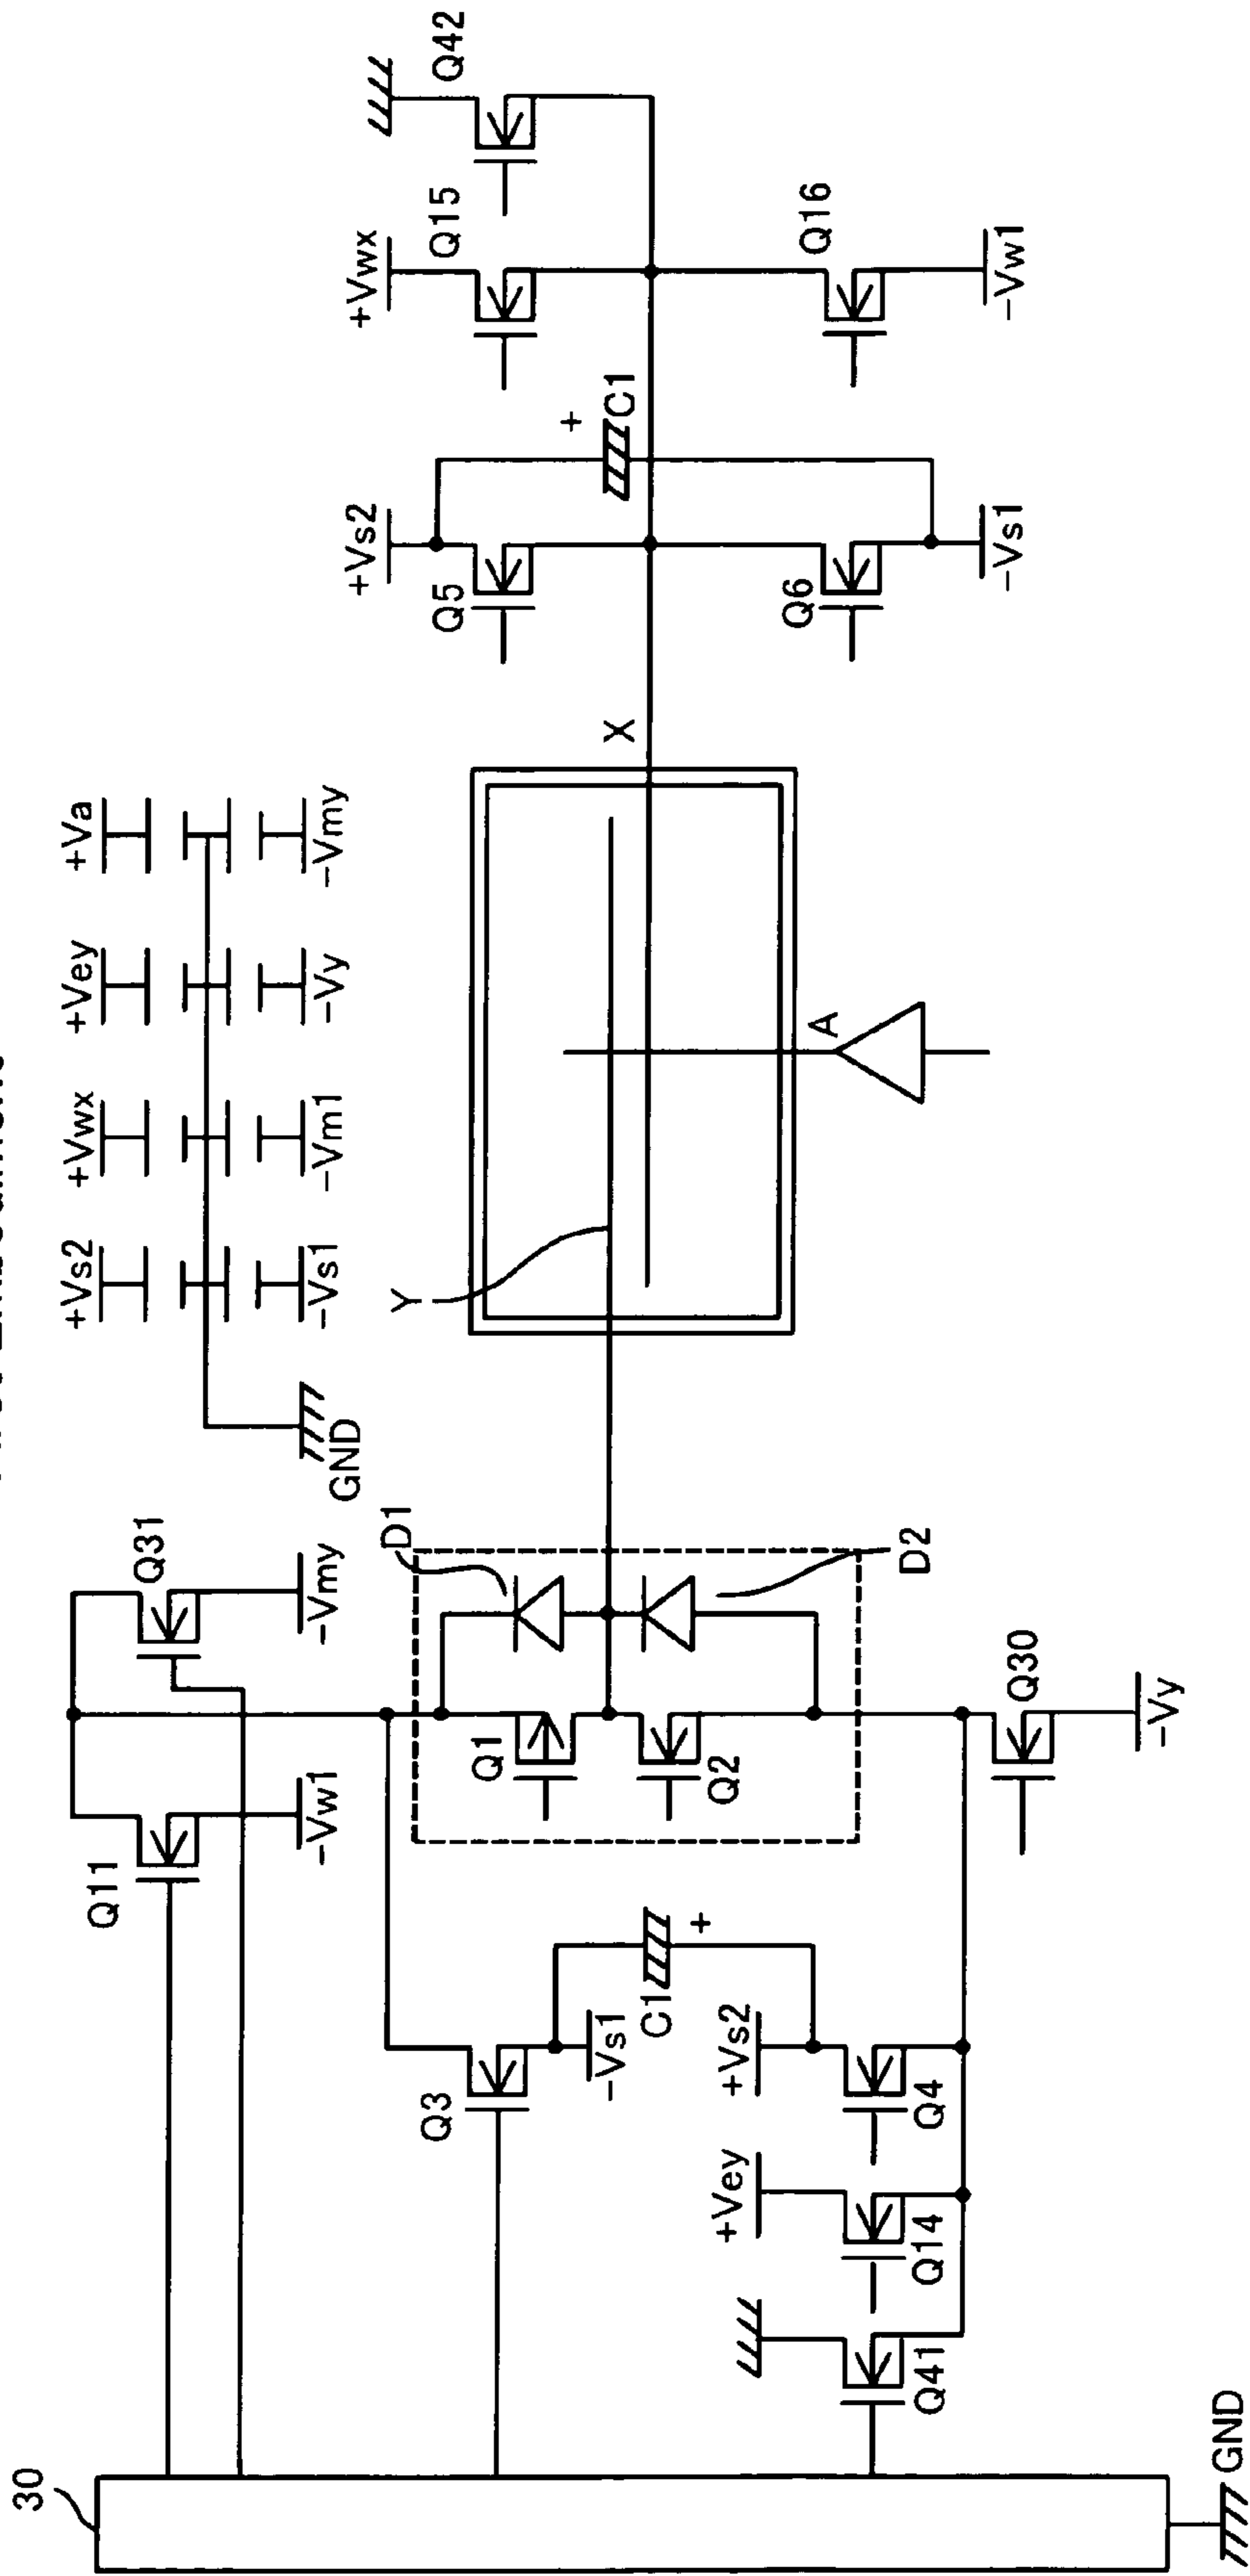 30
Q11
Q31
-Vw1
-Vmy
GND
+Vs2
+Vwx
+Vey
+Va
-Vs1
-Vm1
-Vy
-Vmy
Q3
-Vs1
C1
+
Q1
Q2
D1
D2
Y
X
A
+Vs2
+Vwx
Q42
Q5
Q15
+
C1
Q6
Q16
-Vs1
-Vw1
+Vey
+Vs2
Q41
Q14
Q4
Q30
-Vy
GND